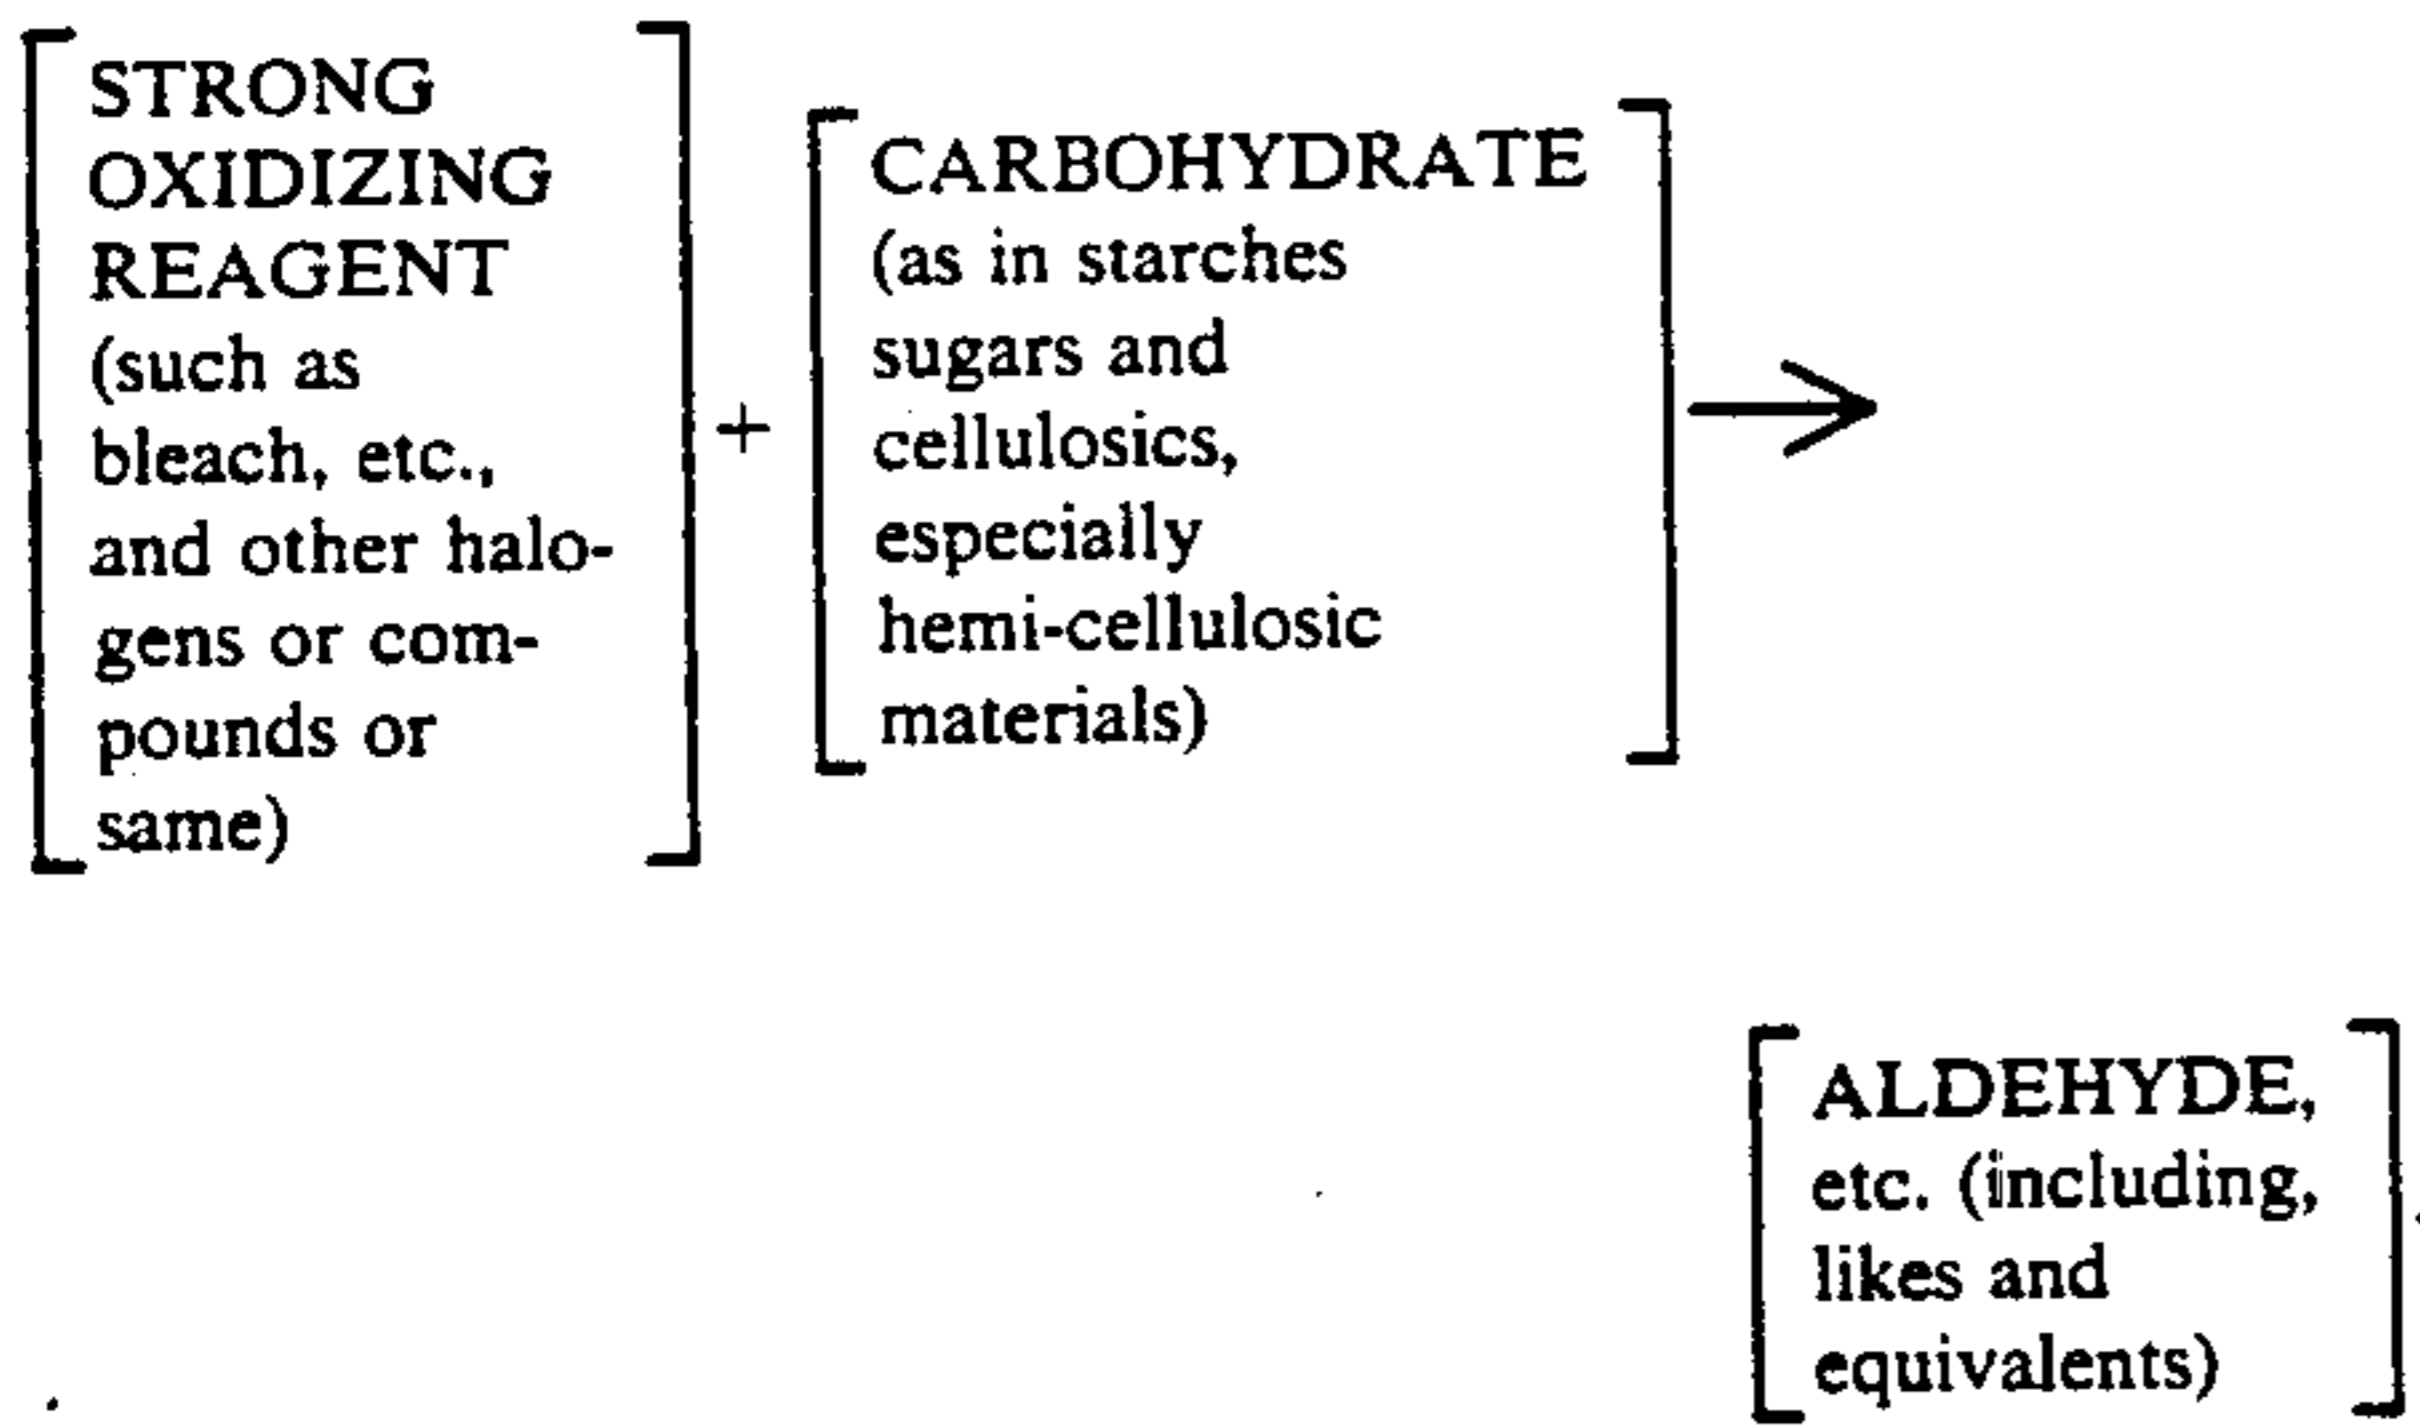 STRONG
OXIDIZING
REAGENT
(such as
bleach, etc.,
and other halo-
gens or com-
pounds or
same)
+
CARBOHYDRATE
(as in starches
sugars and
cellulosics,
especially
hemi-cellulosic
materials)
ALDEHYDE,
etc. (including,
likes and
equivalents)